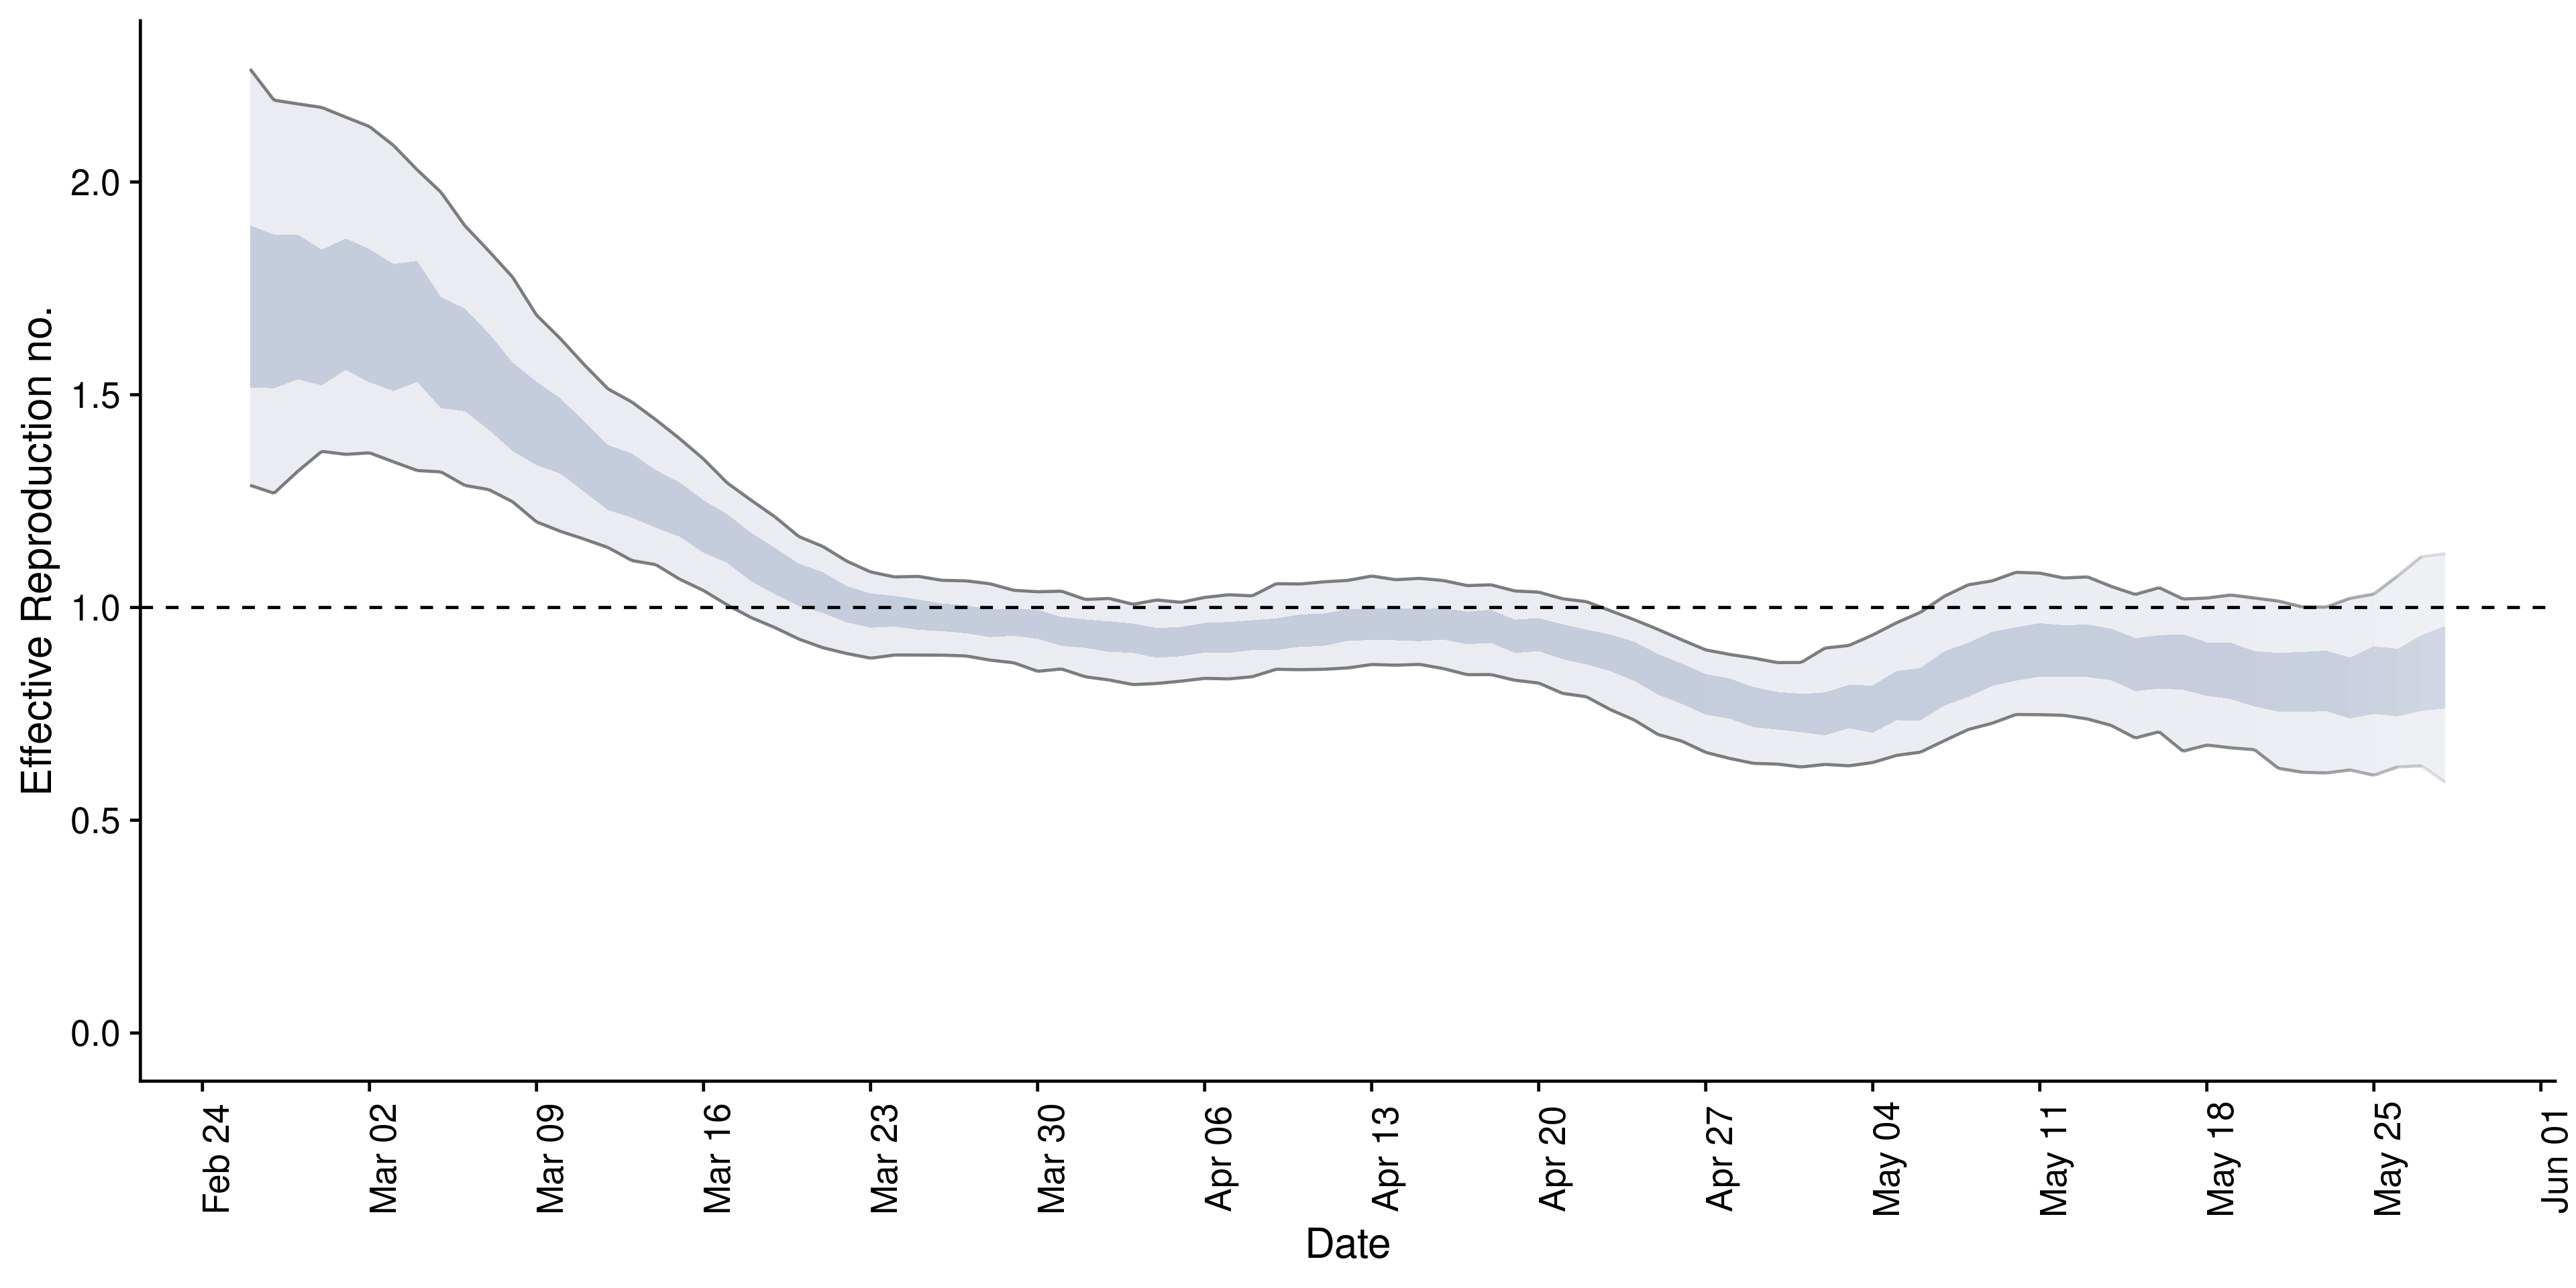 Effective Reproduction no.
2.0
1.5
1.0
0.5
0.0
Feb 24
Mar 02
Mar 09
Mar 16
Mar 23
Mar 30
Apr 06
Apr 13
Apr 20
Apr 27
May 04
May 11
May 18
May 25
Jun 01
Date